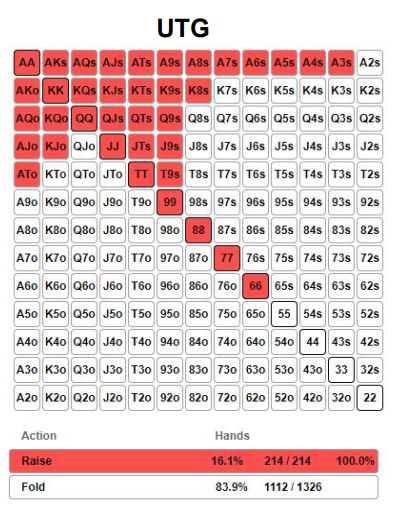 UTG
AA AKs AQs AJs ATs A9s A8s A7s A6s A5s A4s A3s A2s
AKo KK KQs KJs KTs K9s K8s K7s K6s K5s K4s K3s K2s
AQo KQo QQ QJs QTs Q9s Q8s Q7s Q6s Q5s Q4s Q3s Q2s
AJo KJo QJo JJ JTs J9s J8s J7s J6s J5s J4s J3s J2s
ATo KTo QTo JTo TT T9s T8s T7s T6s T5s T4s T3s T2s
A9o K9o Q9o J9o T9o 99 98s 97s 96s 95s 94s 93s 92s
A8o K8o Q8o J8o T8o 98o 88 87s 86s 85s 84s 83s 82s
A7o K7o Q7o J7o T7o 97o 87o 77 76s 75s 74s 73s 72s
A6o K6o Q6o J6o T6o 96o 86o 76o 66 65s 64s 63s 62s
A5o K5o Q5o J5o T5o 95o 85o 75o 65o 55 54s 53s 52s
A4o K4o Q4o J4o T4o 94o 84o 74o 64o 54o 44 43s 42s
A3o K3o Q3o J3o T3o 93o 83o 73o 63o 53o 43o 33 32s
A2o K2o Q2o J2o T2o 92o 82o 72o 62o 52o 42o 32o 22
Action Hands
Raise 16.1% 214 / 214 100.0%
Fold 83.9% 1112 / 1326